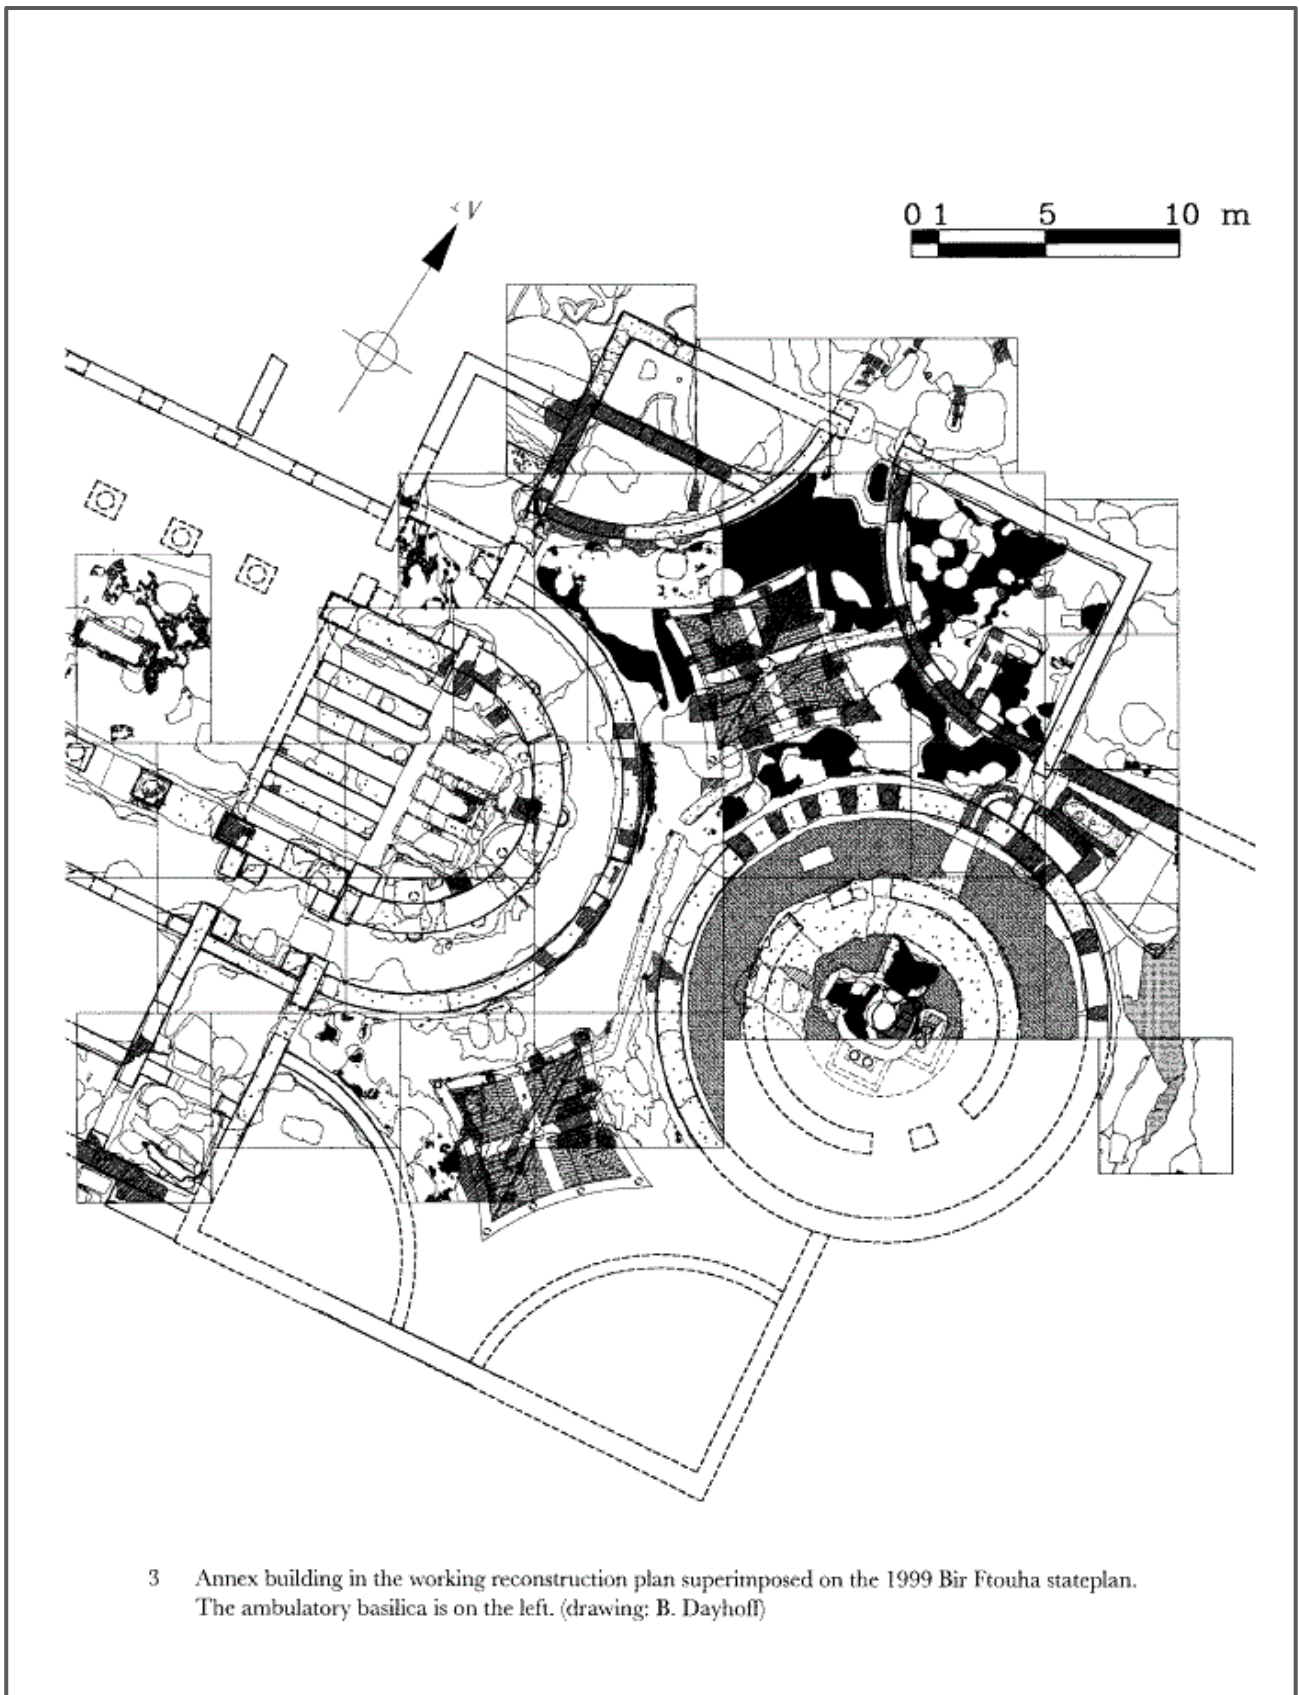 N
0 1 5 10 m
3 Annex building in the working reconstruction plan superimposed on the 1999 Bir Ftouha stateplan.
The ambulatory basilica is on the left. (drawing: B. Dayhoff)